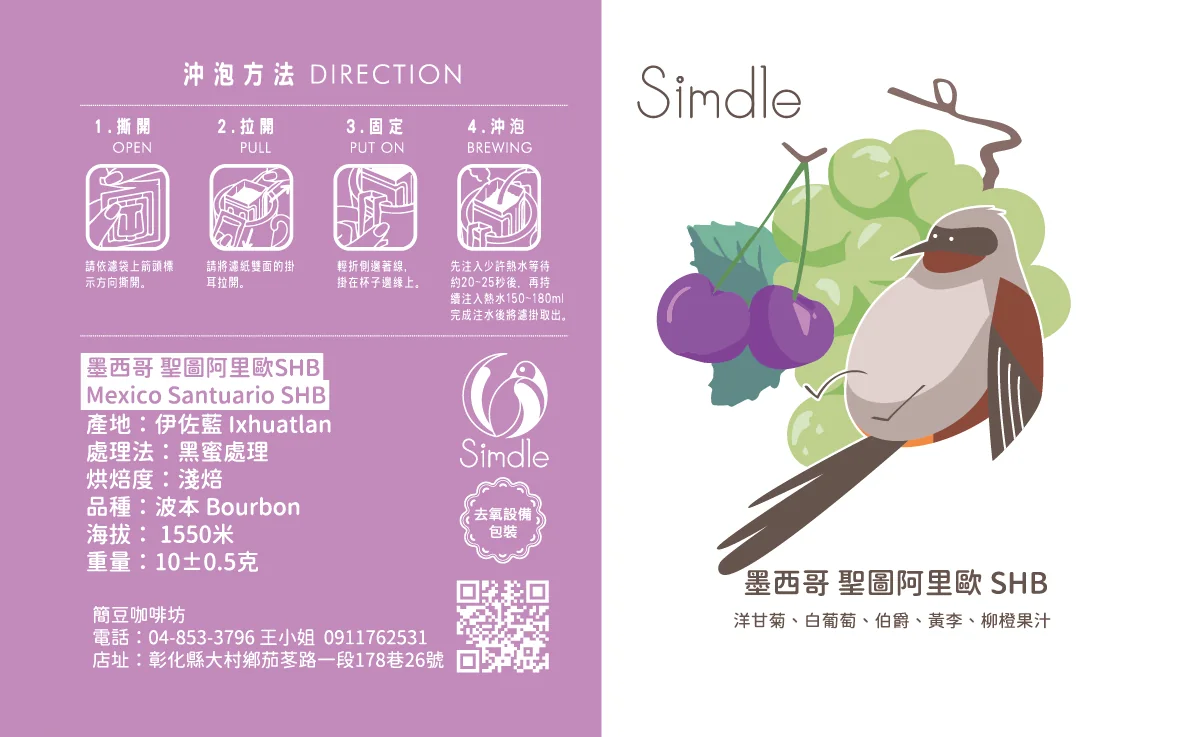 沖泡方法 DIRECTION
1.撕開
OPEN
請依濾袋上箭頭標
示方向撕開。
2.拉開
PULL
請將濾紙雙面的掛
耳拉開。
3.固定
PUT ON
輕折側邊著線,
掛在杯子邊緣上。
4.沖泡
BREWING
先注入少許熱水等待
約20~25秒後, 再持
續注入熱水150~180ml
完成注水後將濾掛取出。
墨西哥 聖圖阿里歐SHB
Mexico Santuario SHB
產地：伊佐藍 Ixhuatlan
處理法：黑蜜處理
烘焙度：淺焙
品種：波本 Bourbon
海拔： 1550米
重量：10±0.5克
Simdle
去氧設備
包裝
簡豆咖啡坊
電話：04-853-3796 王小姐 0911762531
店址：彰化縣大村鄉茄苳路一段178巷26號
Simdle
墨西哥 聖圖阿里歐 SHB
洋甘菊、白葡萄、伯爵、黃李、柳橙果汁